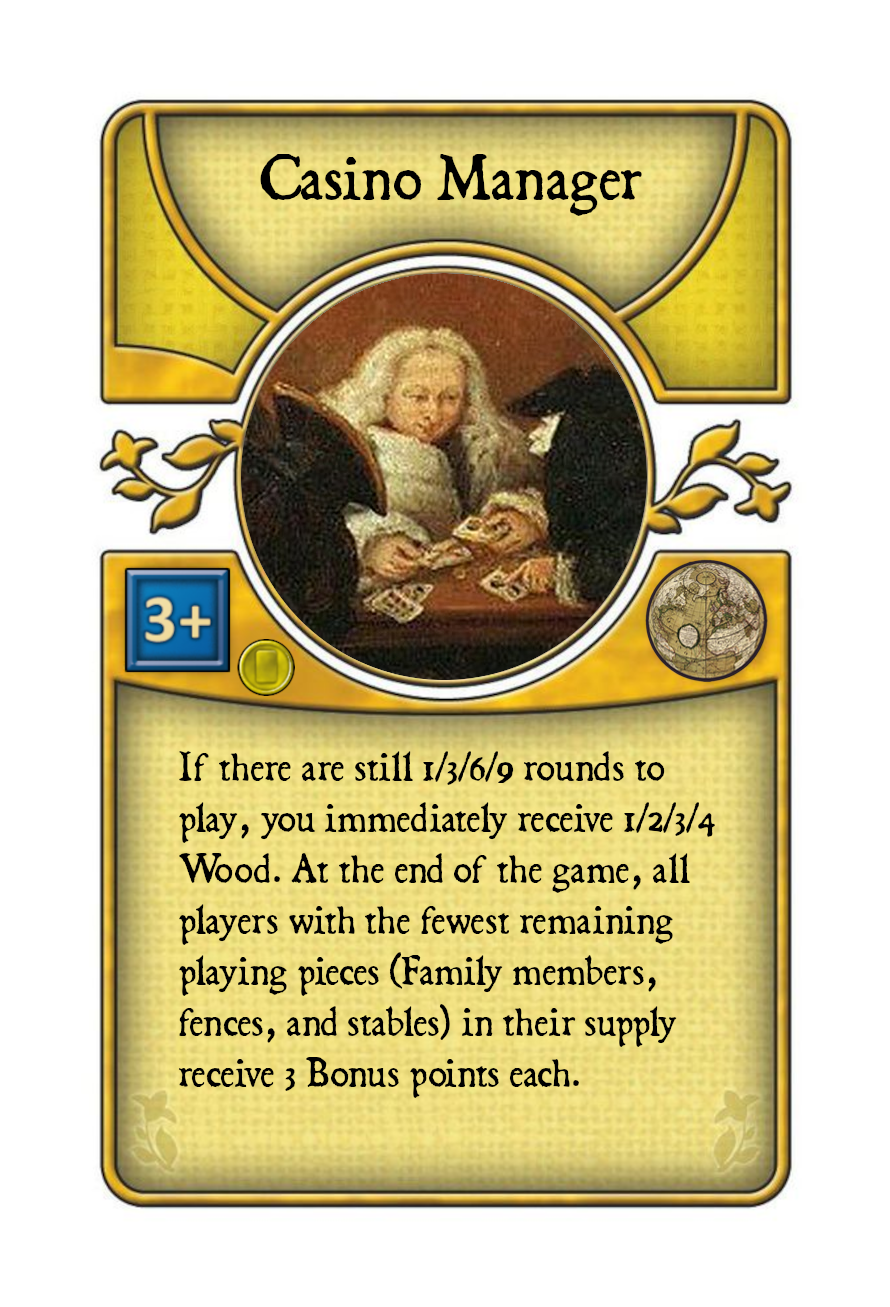 Casino Manager
3+
If there are still 1/3/6/9 rounds to
play, you immediately receive 1/2/3/4
Wood. At the end of the game, all
players with the fewest remaining
playing pieces (Family members,
fences, and stables) in their supply
receive 3 Bonus points each.